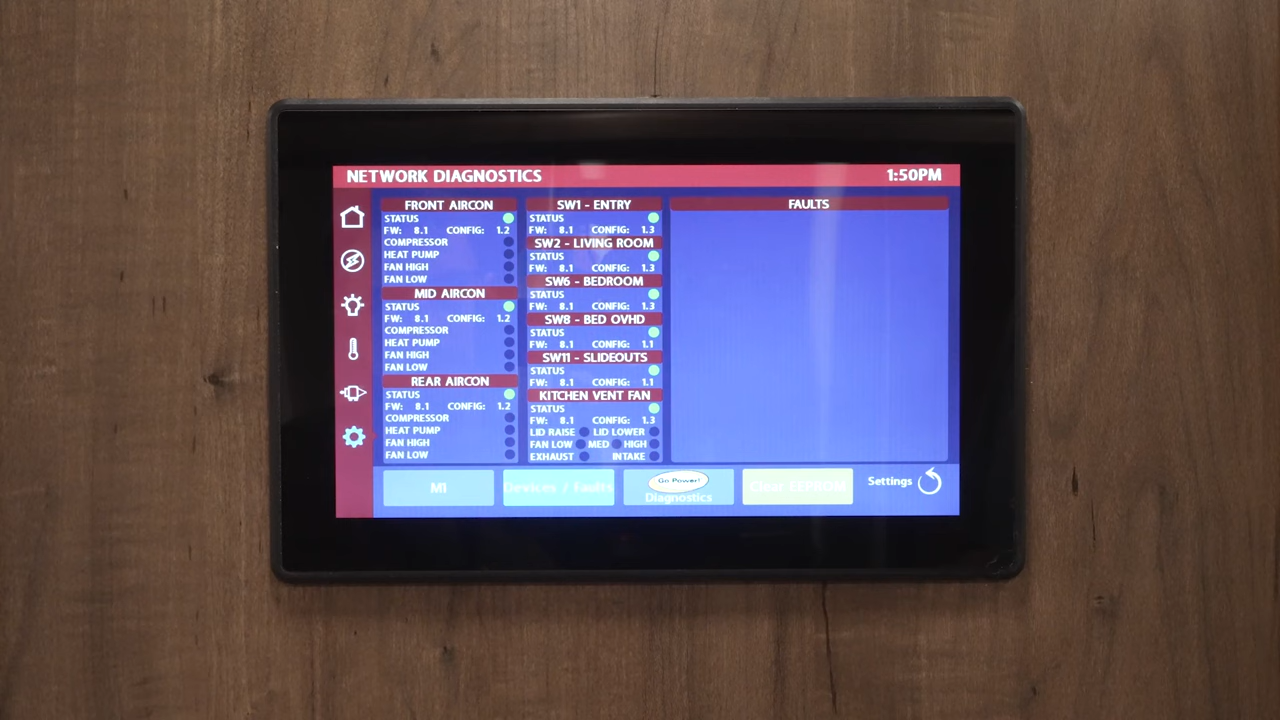 NETWORK DIAGNOSTICS
1:50PM
FRONT AIRCON
STATUS
FW: 8.1 CONFIG: 1.2
COMPRESSOR
HEAT PUMP
FAN HIGH
FAN LOW
MID AIRCON
STATUS
FW: 8.1 CONFIG: 1.2
COMPRESSOR
HEAT PUMP
FAN HIGH
FAN LOW
REAR AIRCON
STATUS
FW: 8.1 CONFIG: 1.2
COMPRESSOR
HEAT PUMP
FAN HIGH
FAN LOW
SW1 - ENTRY
STATUS
FW: 8.1 CONFIG: 1.3
SW2 - LIVING ROOM
STATUS
FW: 8.1 CONFIG: 1.3
SW6 - BEDROOM
STATUS
FW: 8.1 CONFIG: 1.3
SW8 - BED OVHD
STATUS
FW: 8.1 CONFIG: 1.1
SW11 - SLIDEOUTS
STATUS
FW: 8.1 CONFIG: 1.1
KITCHEN VENT FAN
STATUS
FW: 8.1 CONFIG: 1.3
LID RAISE LID LOWER
FAN LOW MED HIGH
EXHAUST INTAKE
FAULTS
M1
Devices / Faults
Go Power!
Diagnostics
Clear EEPROM
Settings